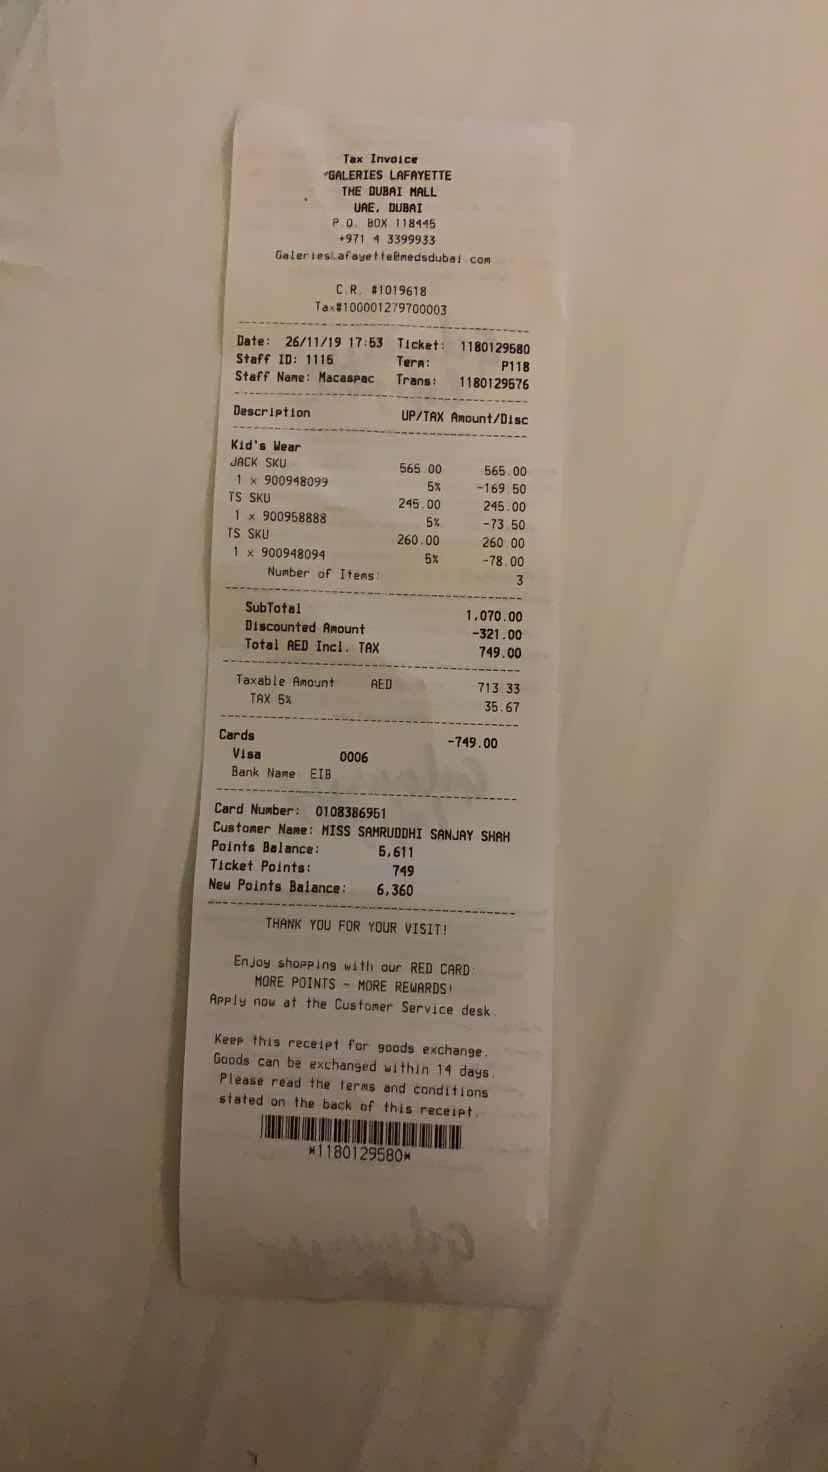 Tax Invoice
GALERIES LAFAYETTE
THE DUBAI MALL
UAE, DUBAI
P.O. BOX 118445
+971 4 3399933
GaleriesLafayette@medsdubai.com
C.R. #1019618
Tax#100001279700003
Date: 26/11/19 17:53 Ticket: 1180129580
Staff ID: 1115 Term: P118
Staff Name: Macaspac Trans: 1180129576
Description UP/TAX Amount/Disc
Kid's Wear
JACK SKU 565.00 565.00
1 x 900948099 5% -169.50
TS SKU 245.00 245.00
1 x 900958888 5% -73.50
TS SKU 260.00 260.00
1 x 900948094 5% -78.00
Number of Items: 3
SubTotal 1,070.00
Discounted Amount -321.00
Total AED Incl. TAX 749.00
Taxable Amount AED 713.33
TAX 5% 35.67
Cards -749.00
Visa 0006
Bank Name EIB
Card Number: 0108386951
Customer Name: MISS SAMRUDDHI SANJAY SHAH
Points Balance: 5,611
Ticket Points: 749
New Points Balance: 6,360
THANK YOU FOR YOUR VISIT!
Enjoy shopping with our RED CARD:
MORE POINTS - MORE REWARDS!
Apply now at the Customer Service desk.
Keep this receipt for goods exchange.
Goods can be exchanged within 14 days.
Please read the terms and conditions
stated on the back of this receipt.
*1180129580*